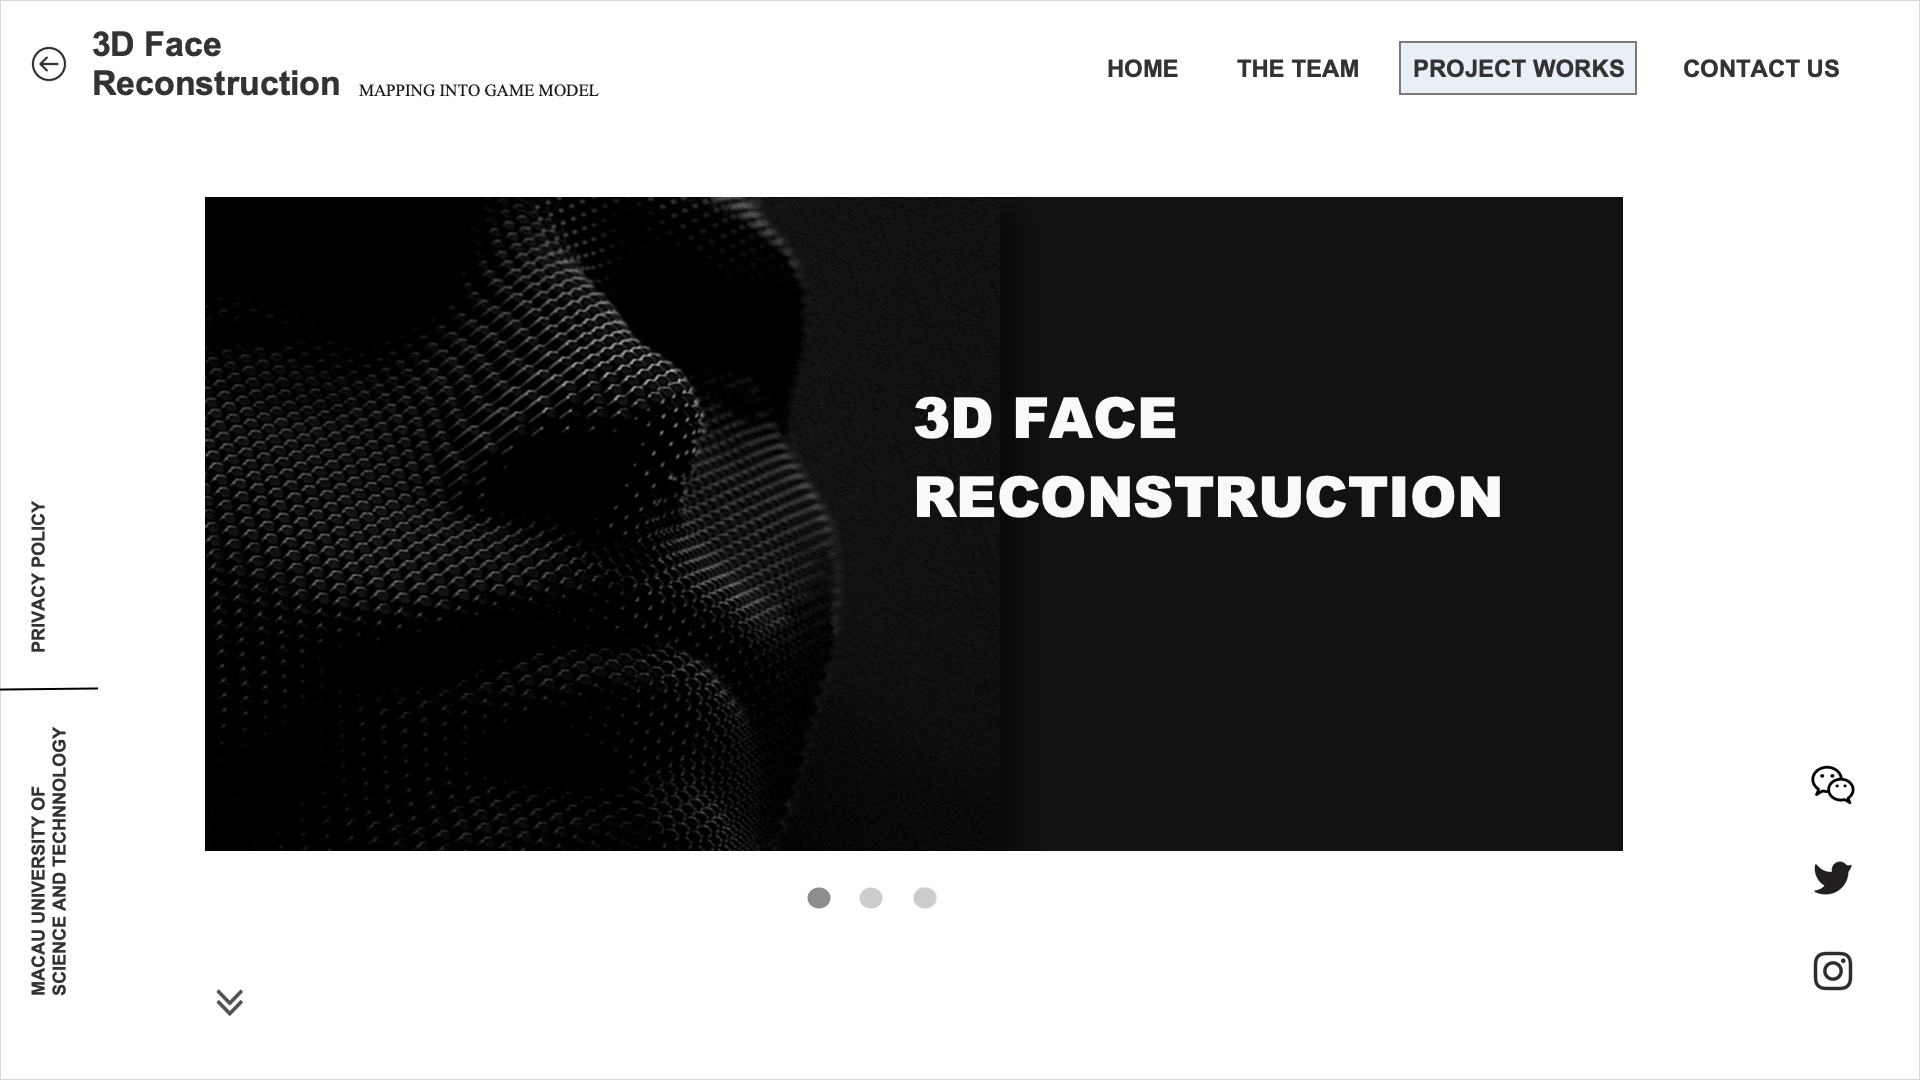 3D Face
Reconstruction
MAPPING INTO GAME MODEL
HOME
THE TEAM
PROJECT WORKS
CONTACT US
3D FACE
RECONSTRUCTION
PRIVACY POLICY
MACAU UNIVERSITY OF
SCIENCE AND TECHNNOLOGY